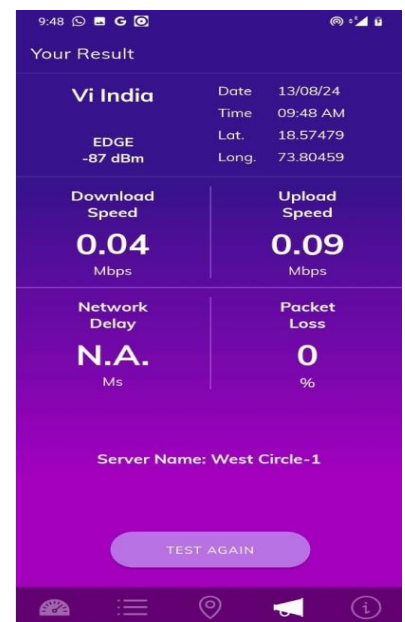 9:48 G
Your Result
Vi India
EDGE
-87 dBm
Date 13/08/24
Time 09:48 AM
Lat. 18.57479
Long. 73.80459
Download
Speed
0.04
Mbps
Upload
Speed
0.09
Mbps
Network
Delay
N.A.
Ms
Packet
Loss
0
%
Server Name: West Circle-1
TEST AGAIN